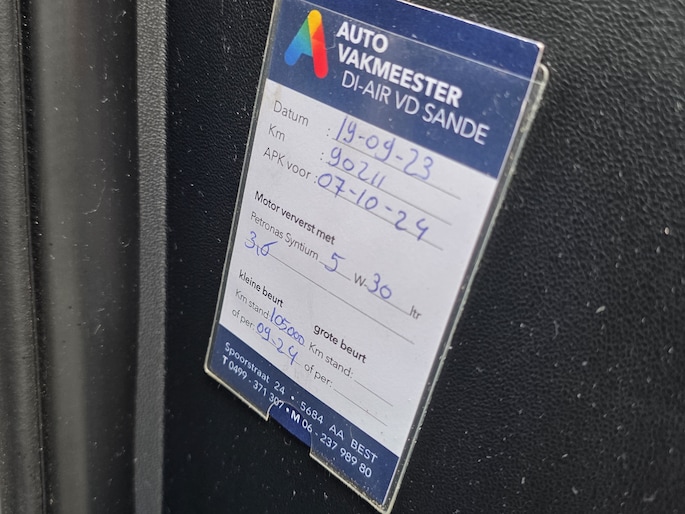 AUTO
VAKMEESTER
DI-AIR VD SANDE
Datum : 19-09-23
Km : 90211
APK voor : 07-10-24
Motor ververst met
Petronas Syntium 5 W 30
3,6 ltr
kleine beurt grote beurt
Km stand: 105000 Km stand:
of per: 09-24 of per:
Spoorstraat 24 • 5684 AA BEST
T 0499 - 371 307 • M 06 - 237 989 80